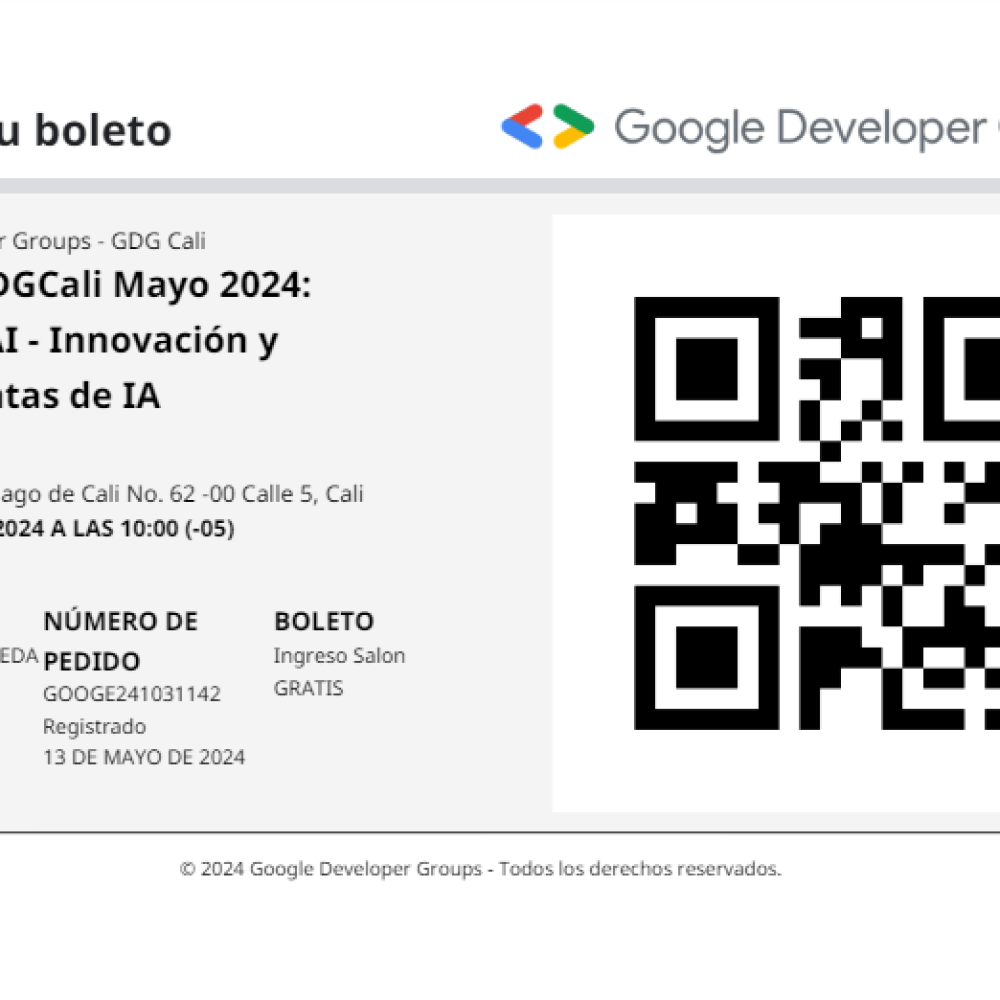 u boleto
Google Developer
r Groups - GDG Cali
DGCali Mayo 2024:
AI - Innovación y
ntas de IA
ago de Cali No. 62 -00 Calle 5, Cali
2024 A LAS 10:00 (-05)
EDA
NÚMERO DE
PEDIDO
GOOGE241031142
Registrado
13 DE MAYO DE 2024
BOLETO
Ingreso Salon
GRATIS
© 2024 Google Developer Groups - Todos los derechos reservados.